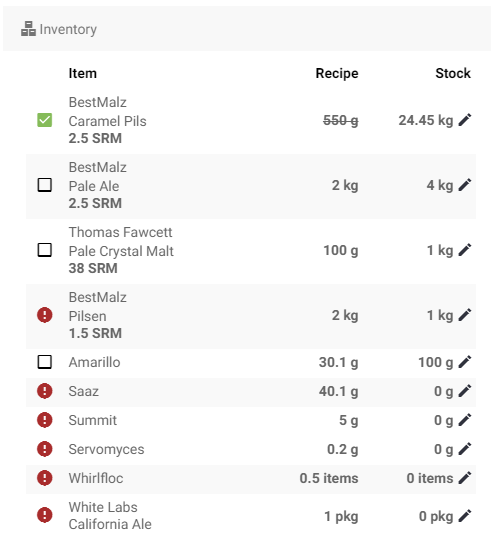 Inventory
Item Recipe Stock
BestMalz
Caramel Pils 550 g 24.45 kg
2.5 SRM
BestMalz
Pale Ale 2 kg 4 kg
2.5 SRM
Thomas Fawcett
Pale Crystal Malt 100 g 1 kg
38 SRM
BestMalz
Pilsen 2 kg 1 kg
1.5 SRM
Amarillo 30.1 g 100 g
Saaz 40.1 g 0 g
Summit 5 g 0 g
Servomyces 0.2 g 0 g
Whirlfloc 0.5 items 0 items
White Labs
California Ale 1 pkg 0 pkg